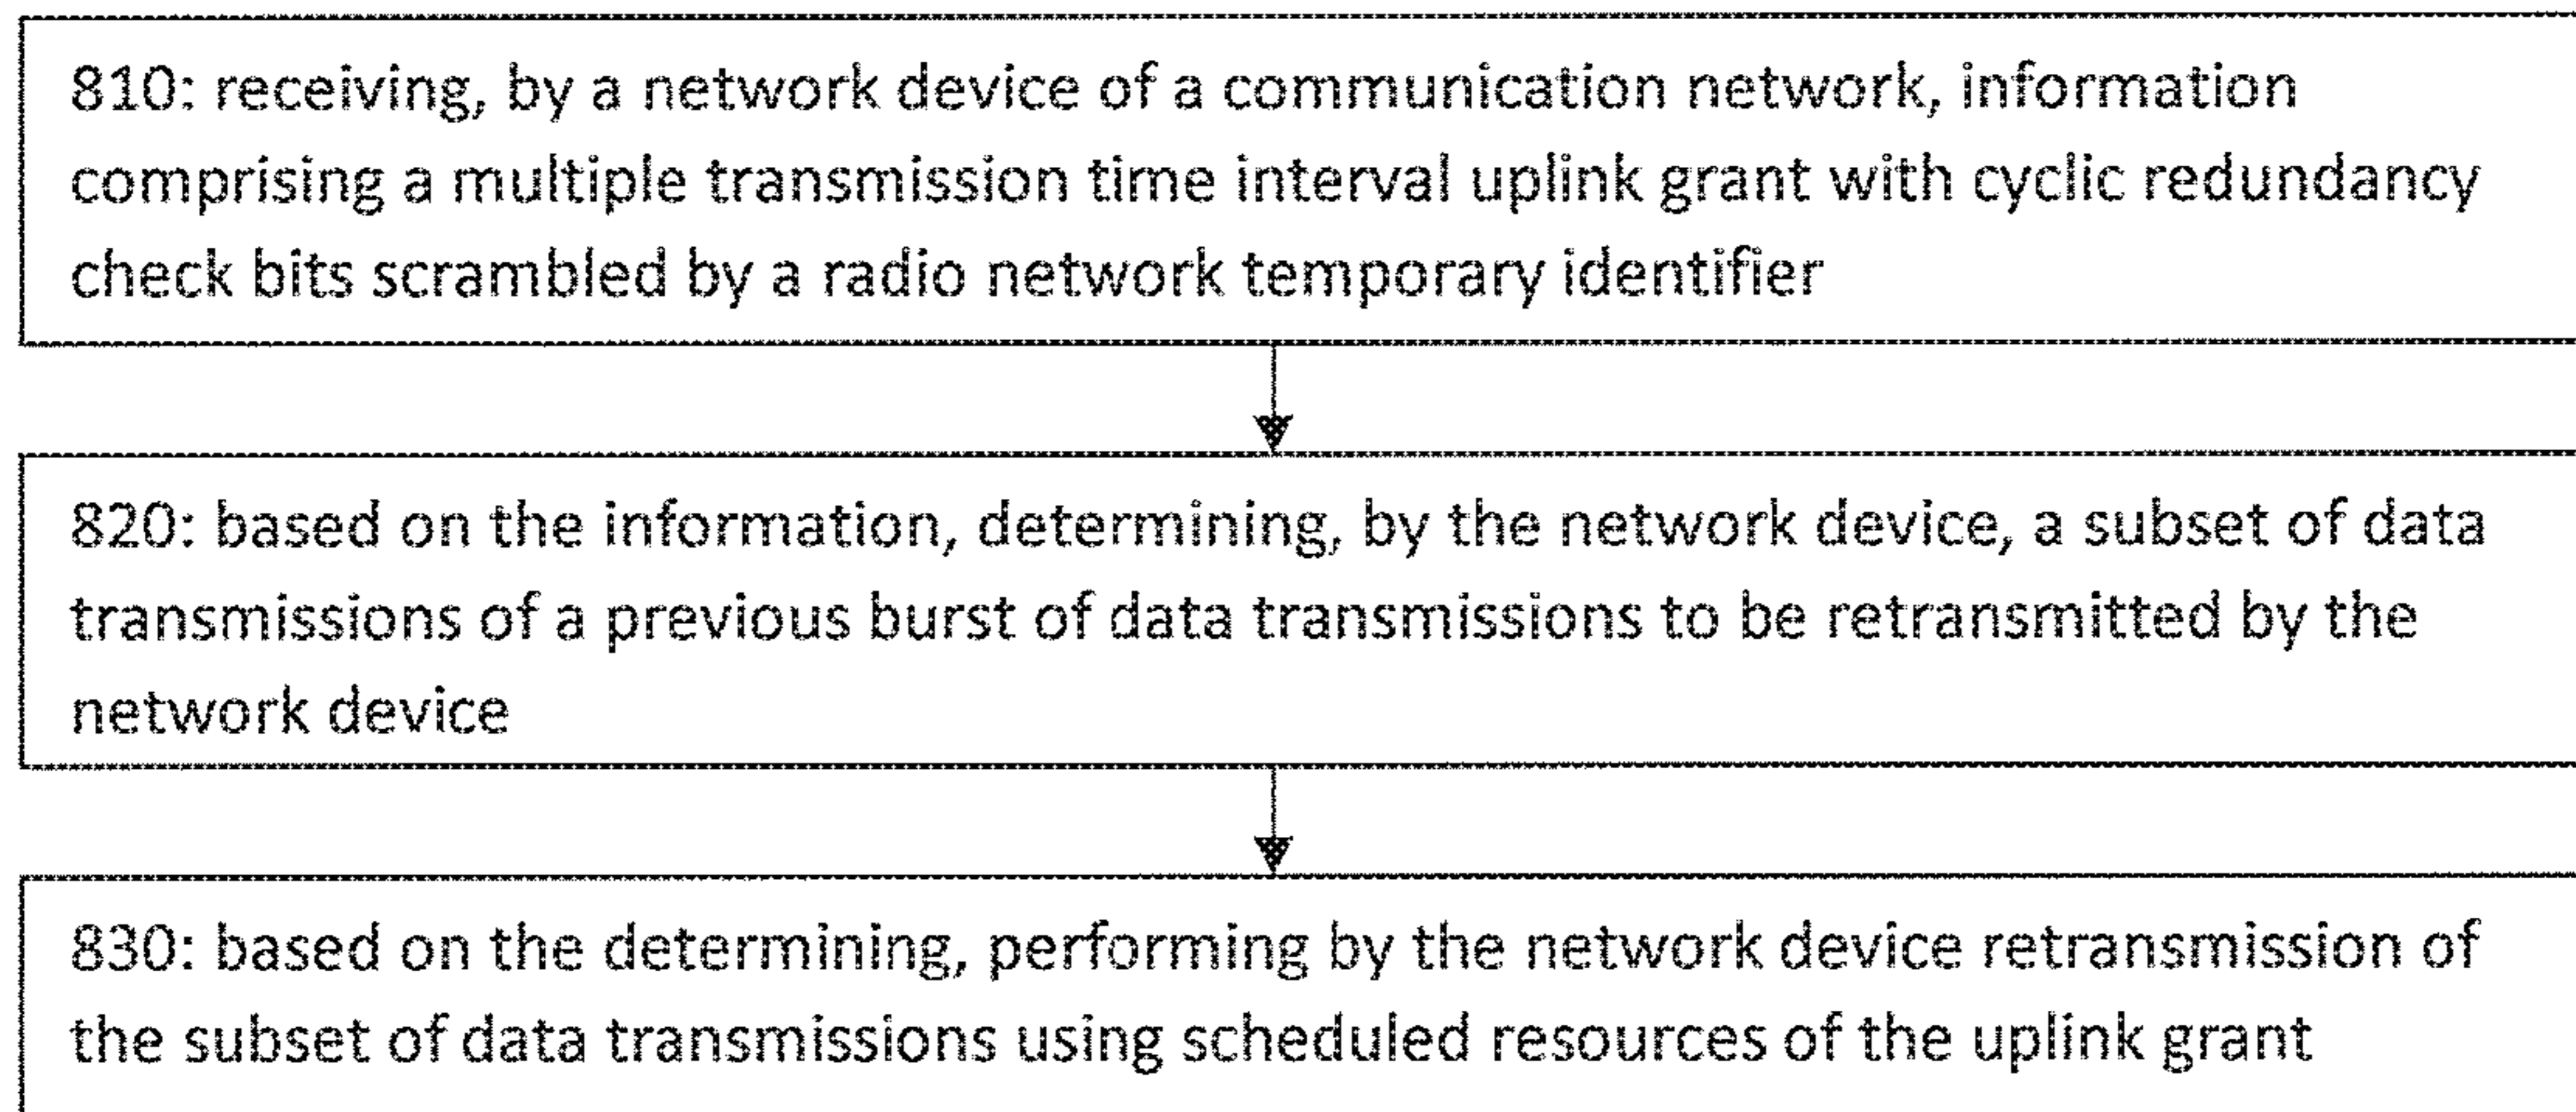 810: receiving, by a network device of a communication network, information
comprising a multiple transmission time interval uplink grant with cyclic redundancy
check bits scrambled by a radio network temporary identifier
820: based on the information, determining, by the network device, a subset of data
transmissions of a previous burst of data transmissions to be retransmitted by the
network device
830: based on the determining, performing by the network device retransmission of
the subset of data transmissions using scheduled resources of the uplink grant